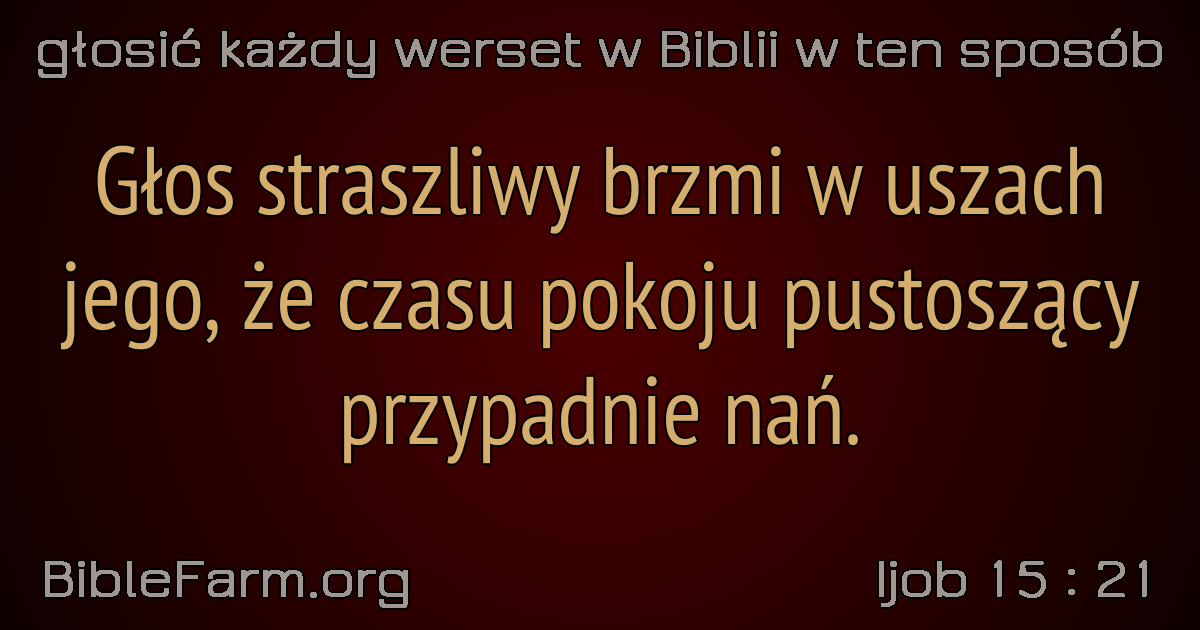 głosić każdy werset w Biblii w ten sposób
Głos straszliwy brzmi w uszach
jego, że czasu pokoju pustoszący
przypadnie nań.
BibleFarm.org
Ijob 15 : 21